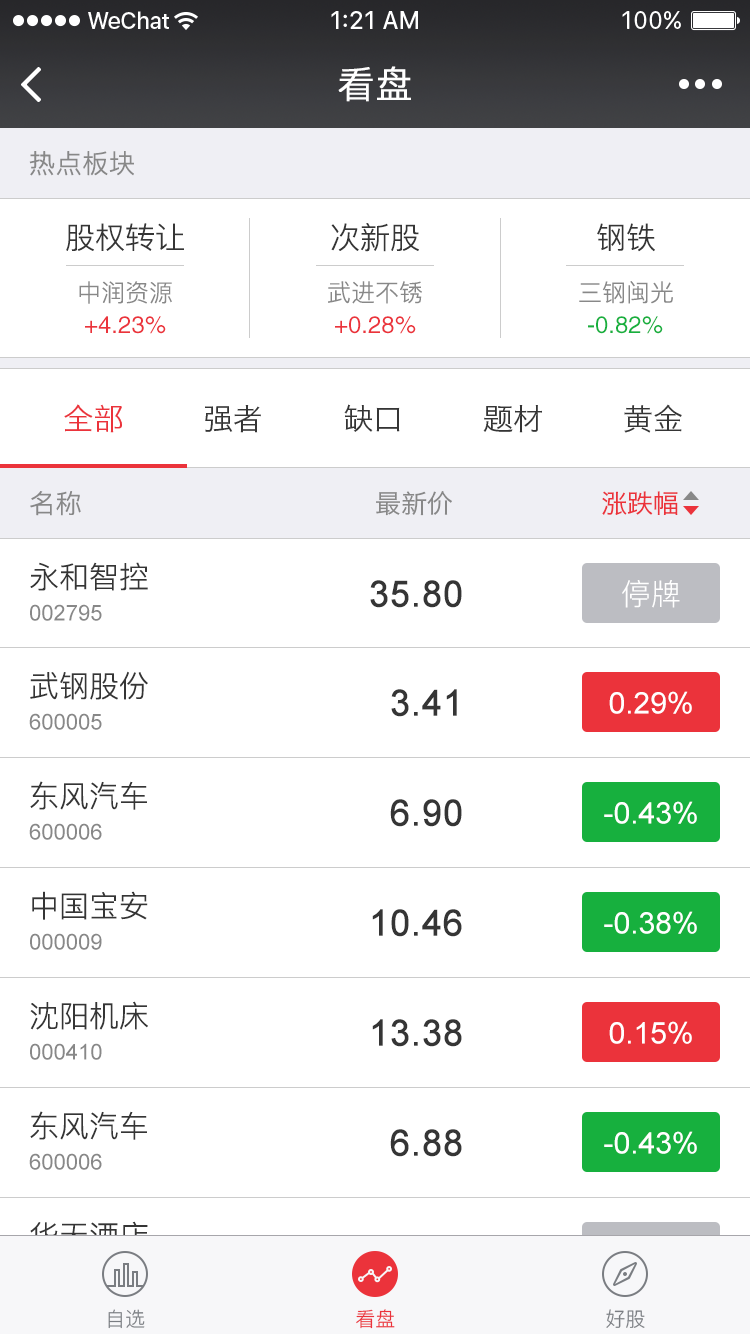 WeChat 1:21 AM 100%
看盘
热点板块
股权转让 次新股 钢铁
中润资源 武进不锈 三钢闽光
+4.23% +0.28% -0.82%
全部 强者 缺口 题材 黄金
名称 最新价 涨跌幅
永和智控 35.80 停牌
002795
武钢股份 3.41 0.29%
600005
东风汽车 6.90 -0.43%
600006
中国宝安 10.46 -0.38%
000009
沈阳机床 13.38 0.15%
000410
东风汽车 6.88 -0.43%
600006
华天酒店
自选 看盘 好股